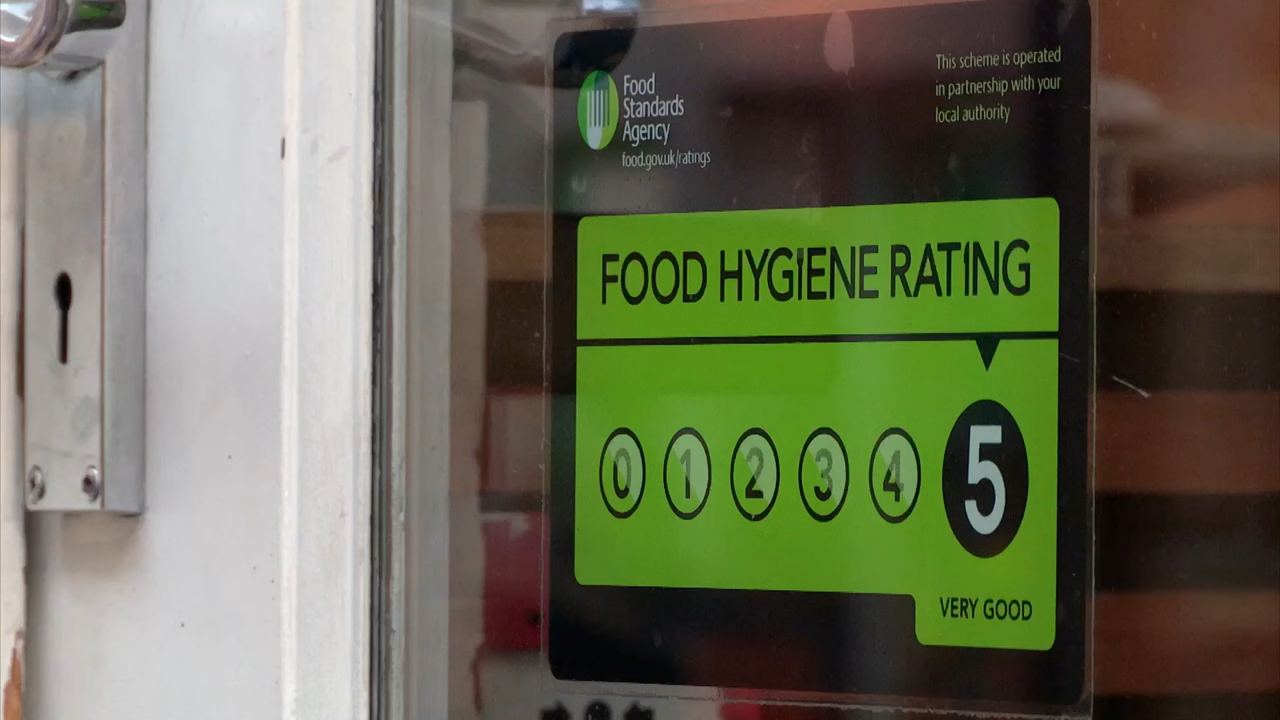 Food
Standards
Agency
food.gov.uk/ratings
This scheme is operated
in partnership with your
local authority
FOOD HYGIENE RATING
0 1 2 3 4 5
VERY GOOD